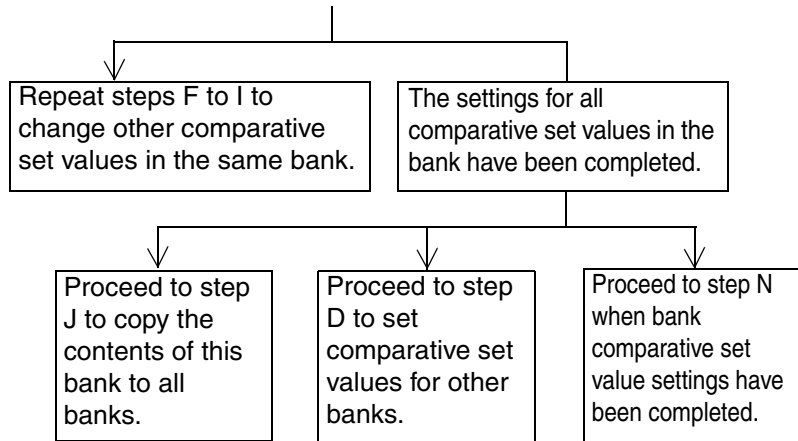 Repeat steps F to I to
change other comparative
set values in the same bank.
The settings for all
comparative set values in the
bank have been completed.
Proceed to step
J to copy the
contents of this
bank to all
banks.
Proceed to step
D to set
comparative set
values for other
banks.
Proceed to step N
when bank
comparative set
value settings have
been completed.